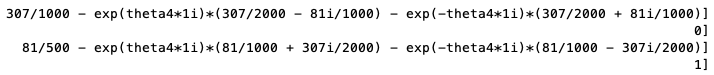 307/1000 - exp(theta4*1i)*(307/2000 - 81i/1000) - exp(-theta4*1i)*(307/2000 + 81i/1000)]
0]
81/500 - exp(theta4*1i)*(81/1000 + 307i/2000) - exp(-theta4*1i)*(81/1000 - 307i/2000)]
1]